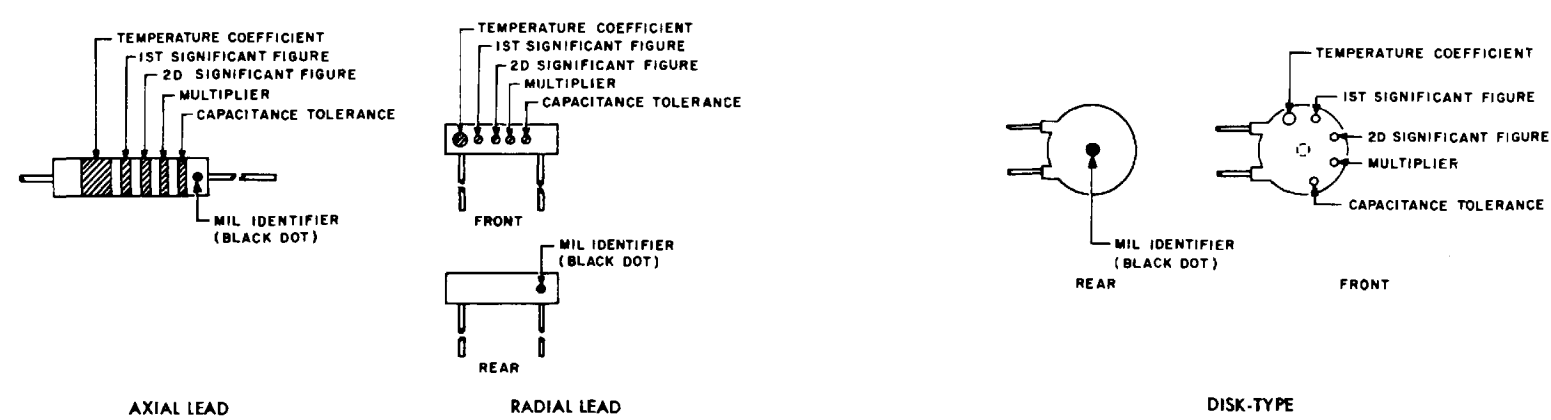 TEMPERATURE COEFFICIENT
1ST SIGNIFICANT FIGURE
2D SIGNIFICANT FIGURE
MULTIPLIER
CAPACITANCE TOLERANCE
MIL IDENTIFIER
(BLACK DOT)
AXIAL LEAD
TEMPERATURE COEFFICIENT
1ST SIGNIFICANT FIGURE
2D SIGNIFICANT FIGURE
MULTIPLIER
CAPACITANCE TOLERANCE
FRONT
MIL IDENTIFIER
(BLACK DOT)
REAR
RADIAL LEAD
MIL IDENTIFIER
(BLACK DOT)
REAR
TEMPERATURE COEFFICIENT
1ST SIGNIFICANT FIGURE
2D SIGNIFICANT FIGURE
MULTIPLIER
CAPACITANCE TOLERANCE
FRONT
DISK-TYPE